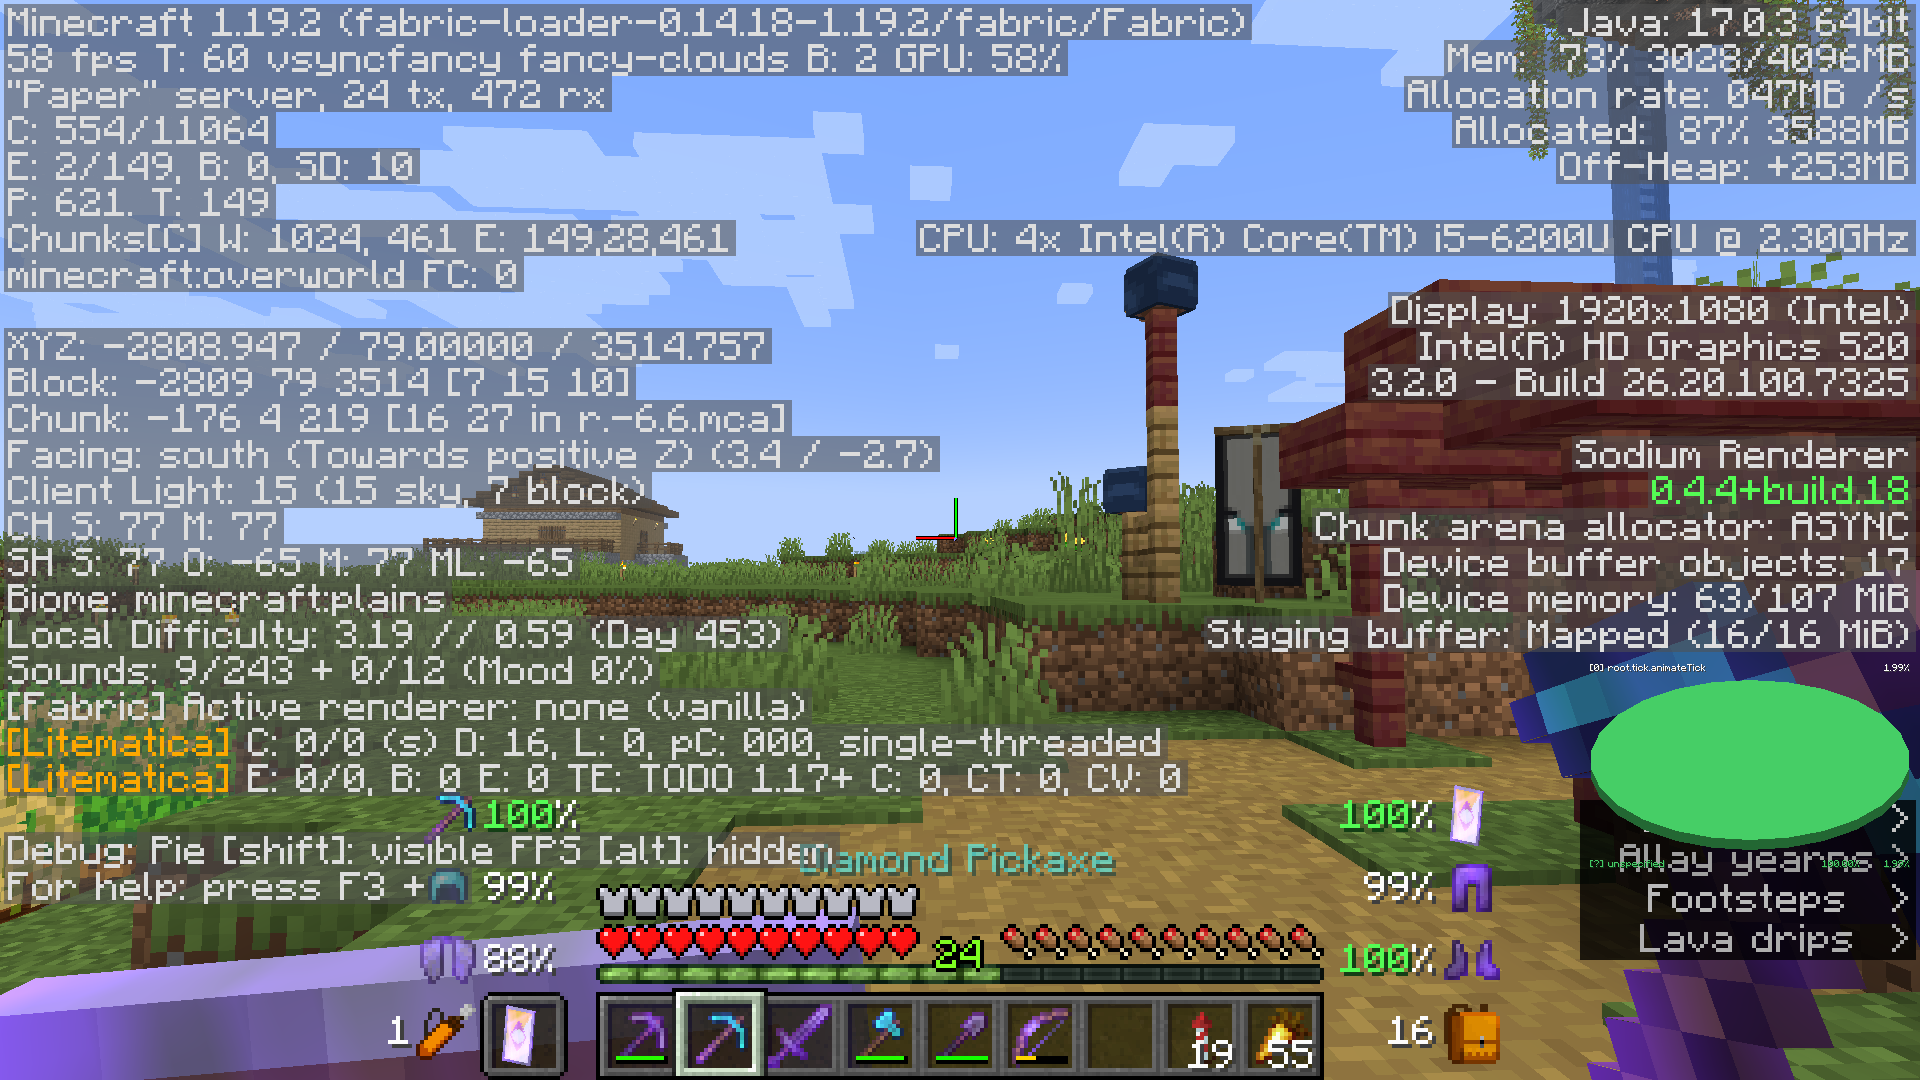 Minecraft 1.19.2 (fabric-loader-0.14.18-1.19.2/fabric/Fabric)
58 fps T: 60 vsyncfancy fancy-clouds B: 2 GPU: 58%
"Paper" server, 24 tx, 472 rx
C: 554/11064
E: 2/149, B: 0, SD: 10
P: 621. T: 149
Chunks[C] W: 1024, 461 E: 149,28,461
minecraft:overworld FC: 0
XYZ: -2808.947 / 79.00000 / 3514.757
Block: -2809 79 3514 [7 15 10]
Chunk: -176 4 219 [16 27 in r.-6.6.mca]
Facing: south (Towards positive Z) (3.4 / -2.7)
Client Light: 15 (15 sky, 7 block)
CH S: 77 M: 77
SH S: 77 O: -65 M: 77 ML: -65
Biome: minecraft:plains
Local Difficulty: 3.19 // 0.59 (Day 453)
Sounds: 9/243 + 0/12 (Mood 0%)
[Fabric] Active renderer: none (vanilla)
[Litematica] C: 0/0 (s) D: 16, L: 0, pC: 000, single-threaded
[Litematica] E: 0/0, B: 0 E: 0 TE: TODO 1.17+ C: 0, CT: 0, CV: 0
Debug: Pie [shift]: visible FPS [alt]: hidden
For help: press F3 +
Java: 17.0.3 64bit
Mem: 73% 3028/4096MB
Allocation rate: 047MB /s
Allocated: 87% 3588MB
Off-Heap: +253MB
CPU: 4x Intel(R) Core(TM) i5-6200U CPU @ 2.30GHz
Display: 1920x1080 (Intel)
Intel(R) HD Graphics 520
3.2.0 - Build 26.20.100.7325
Sodium Renderer
0.4.4+build.18
Chunk arena allocator: ASYNC
Device buffer objects: 17
Device memory: 63/107 MiB
Staging buffer: Mapped (16/16 MiB)
[0] root.tick.animateTick 1.99%
[?] unspecified 100.00%
>
Allay yearns >
Footsteps >
Lava drips >
Diamond Pickaxe
100%
99%
88%
1
24
100%
99%
100%
16
19
55